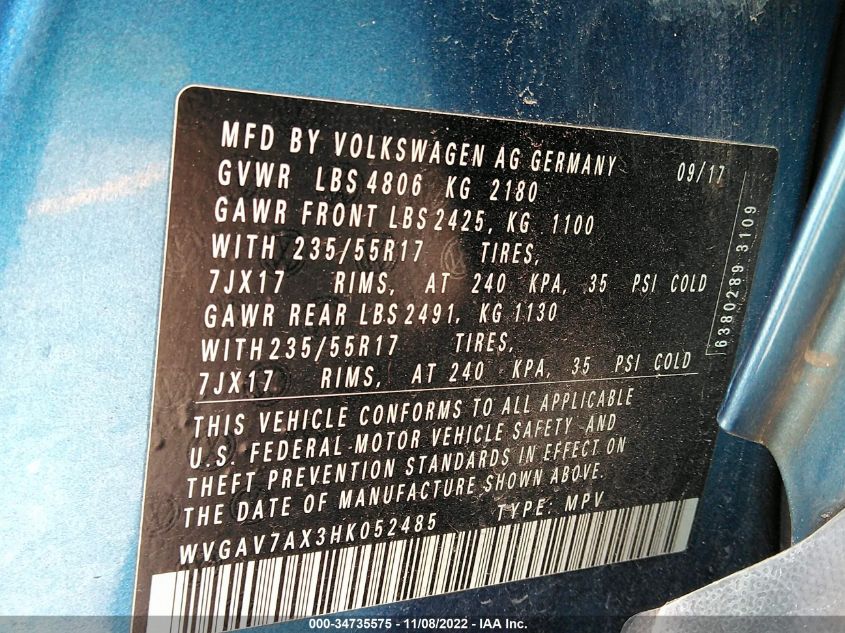 MFD BY VOLKSWAGEN AG GERMANY 09/17
GVWR LBS 4806 KG 2180
GAWR FRONT LBS 2425, KG 1100
WITH 235/55R17 TIRES,
7JX17 RIMS, AT 240 KPA, 35 PSI COLD
GAWR REAR LBS 2491, KG 1130
WITH 235/55R17 TIRES,
7JX17 RIMS, AT 240 KPA, 35 PSI COLD
THIS VEHICLE CONFORMS TO ALL APPLICABLE
U.S. FEDERAL MOTOR VEHICLE SAFETY AND
THEFT PREVENTION STANDARDS IN EFFECT ON
THE DATE OF MANUFACTURE SHOWN ABOVE.
WVGAV7AX3HK052485 TYPE: MPV
6380289 3109
000-34735575 - 11/08/2022 - IAA Inc.